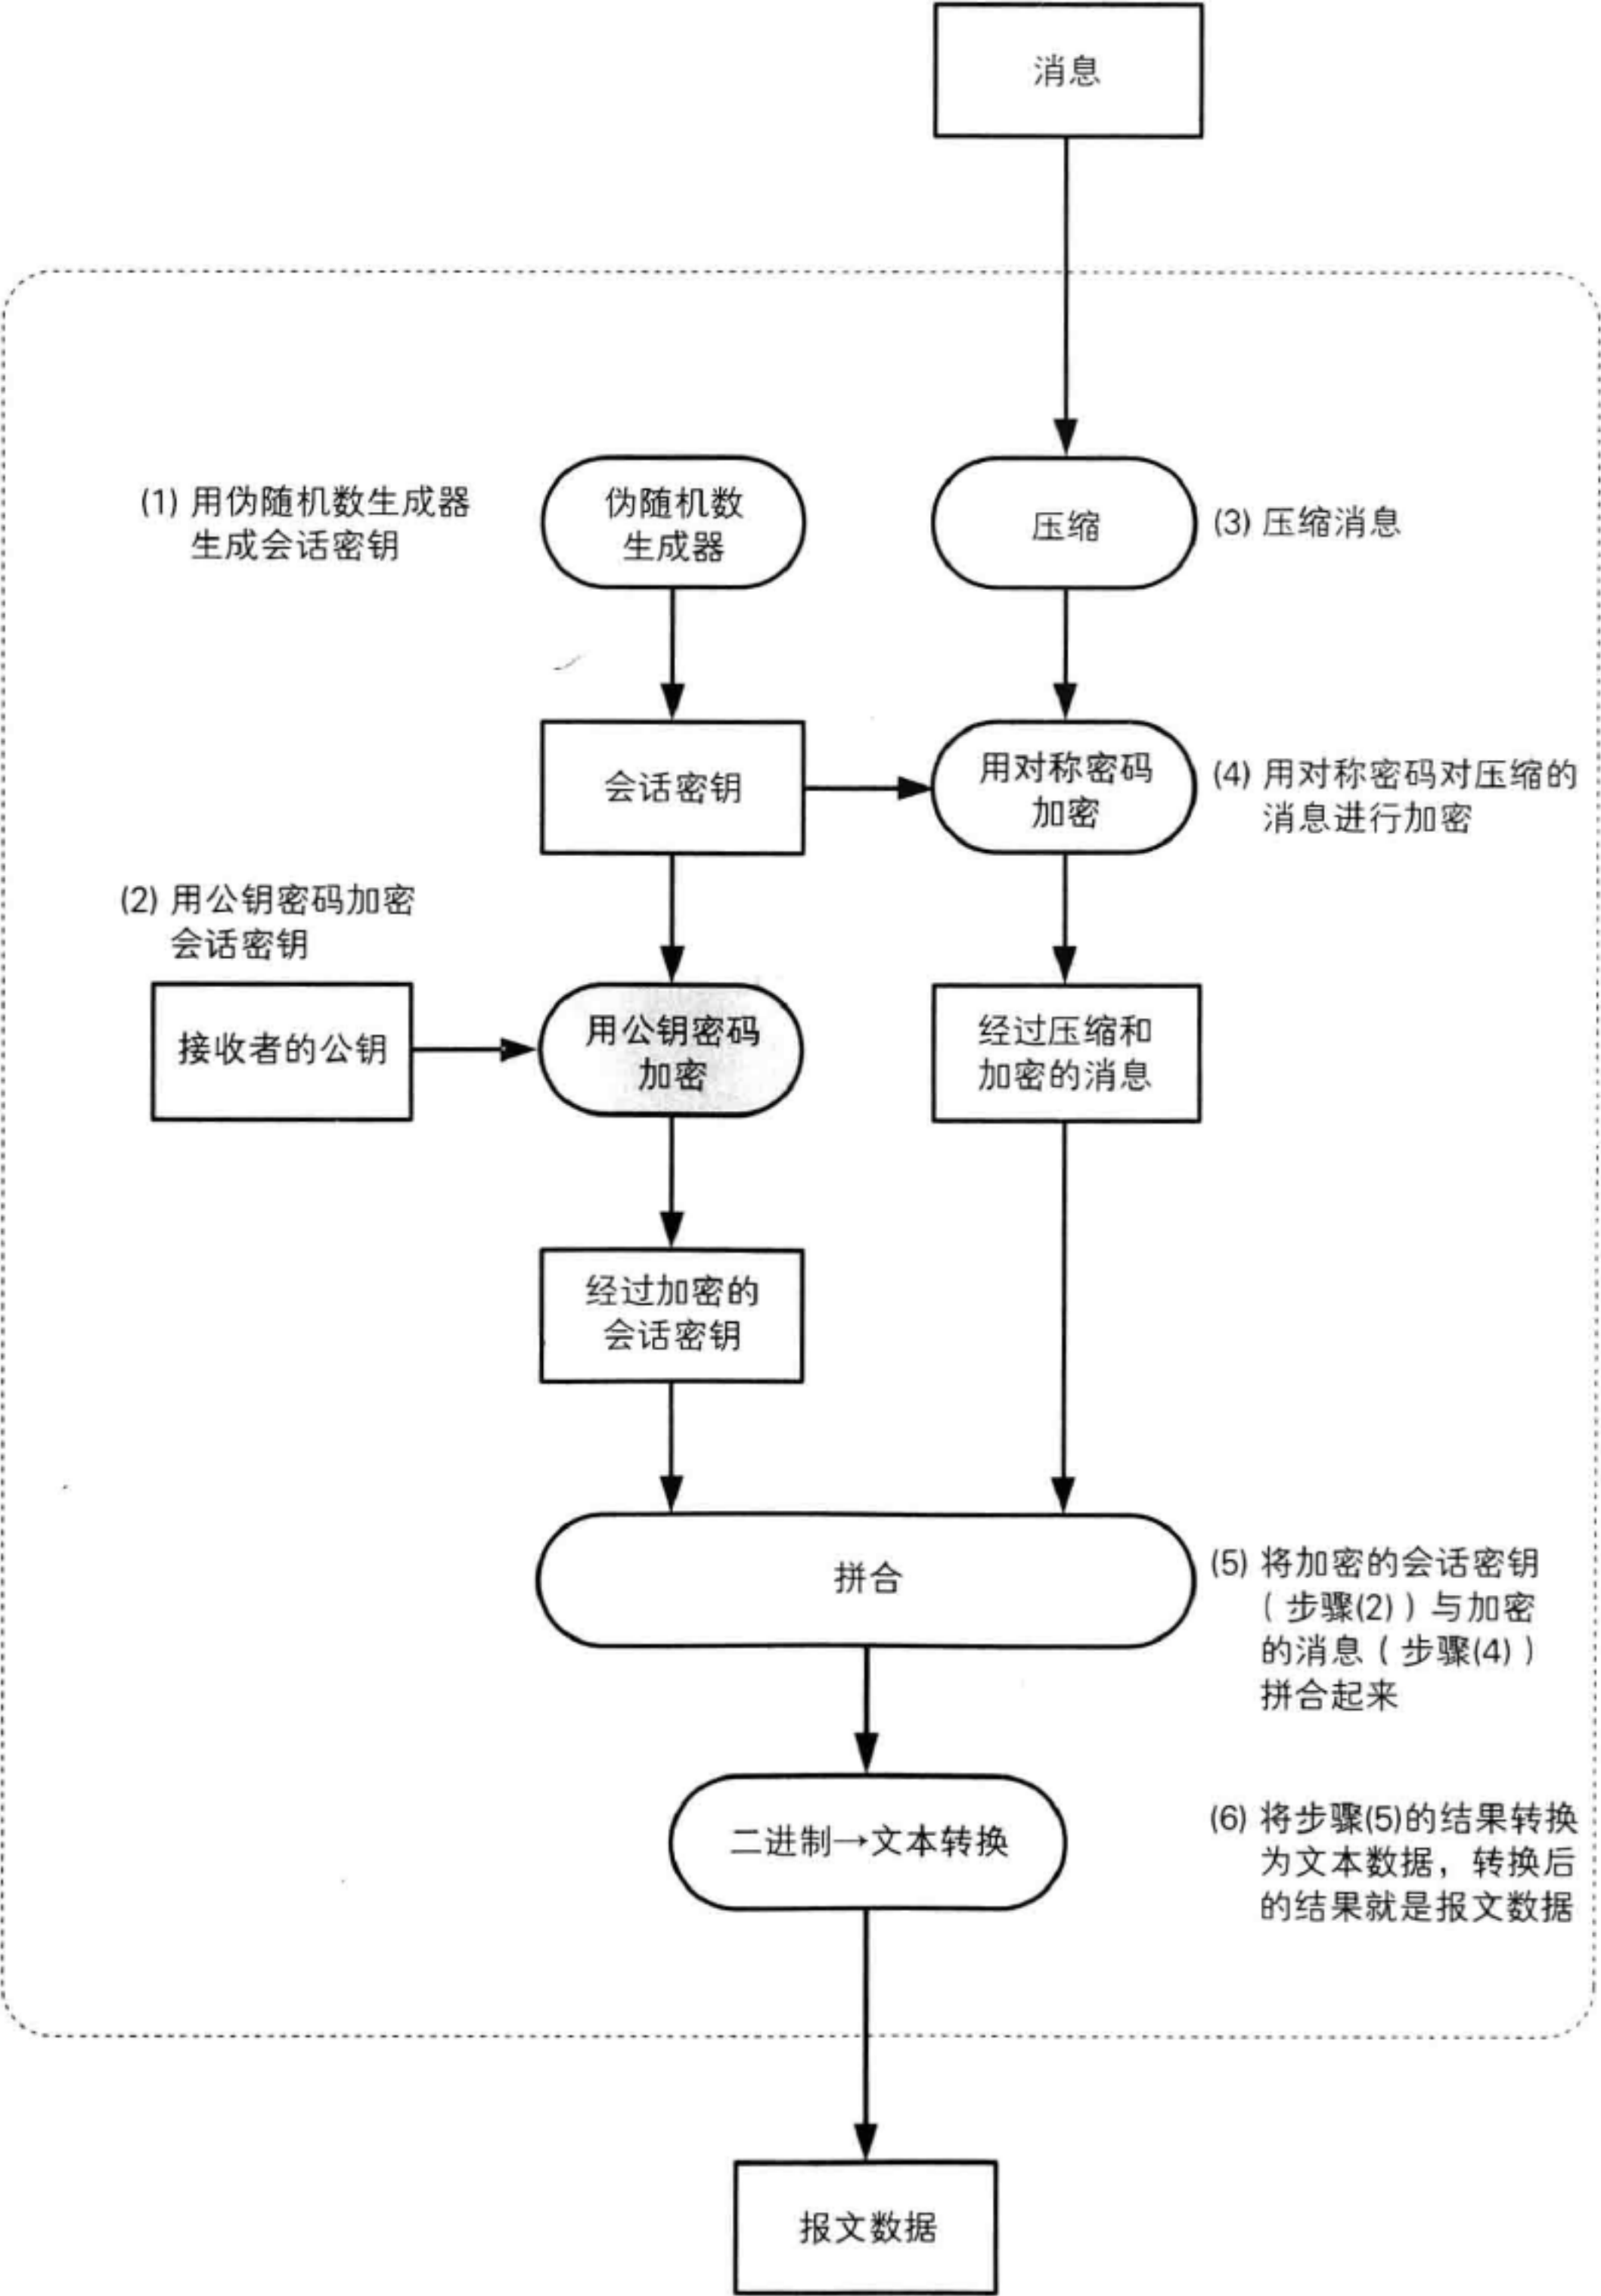 消息
(1) 用伪随机数生成器
生成会话密钥
伪随机数
生成器
压缩
(3) 压缩消息
会话密钥
用对称密码
加密
(4) 用对称密码对压缩的
消息进行加密
(2) 用公钥密码加密
会话密钥
接收者的公钥
用公钥密码
加密
经过压缩和
加密的消息
经过加密的
会话密钥
拼合
(5) 将加密的会话密钥
( 步骤(2) ) 与加密
的消息 ( 步骤(4) )
拼合起来
二进制→文本转换
(6) 将步骤(5)的结果转换
为文本数据，转换后
的结果就是报文数据
报文数据